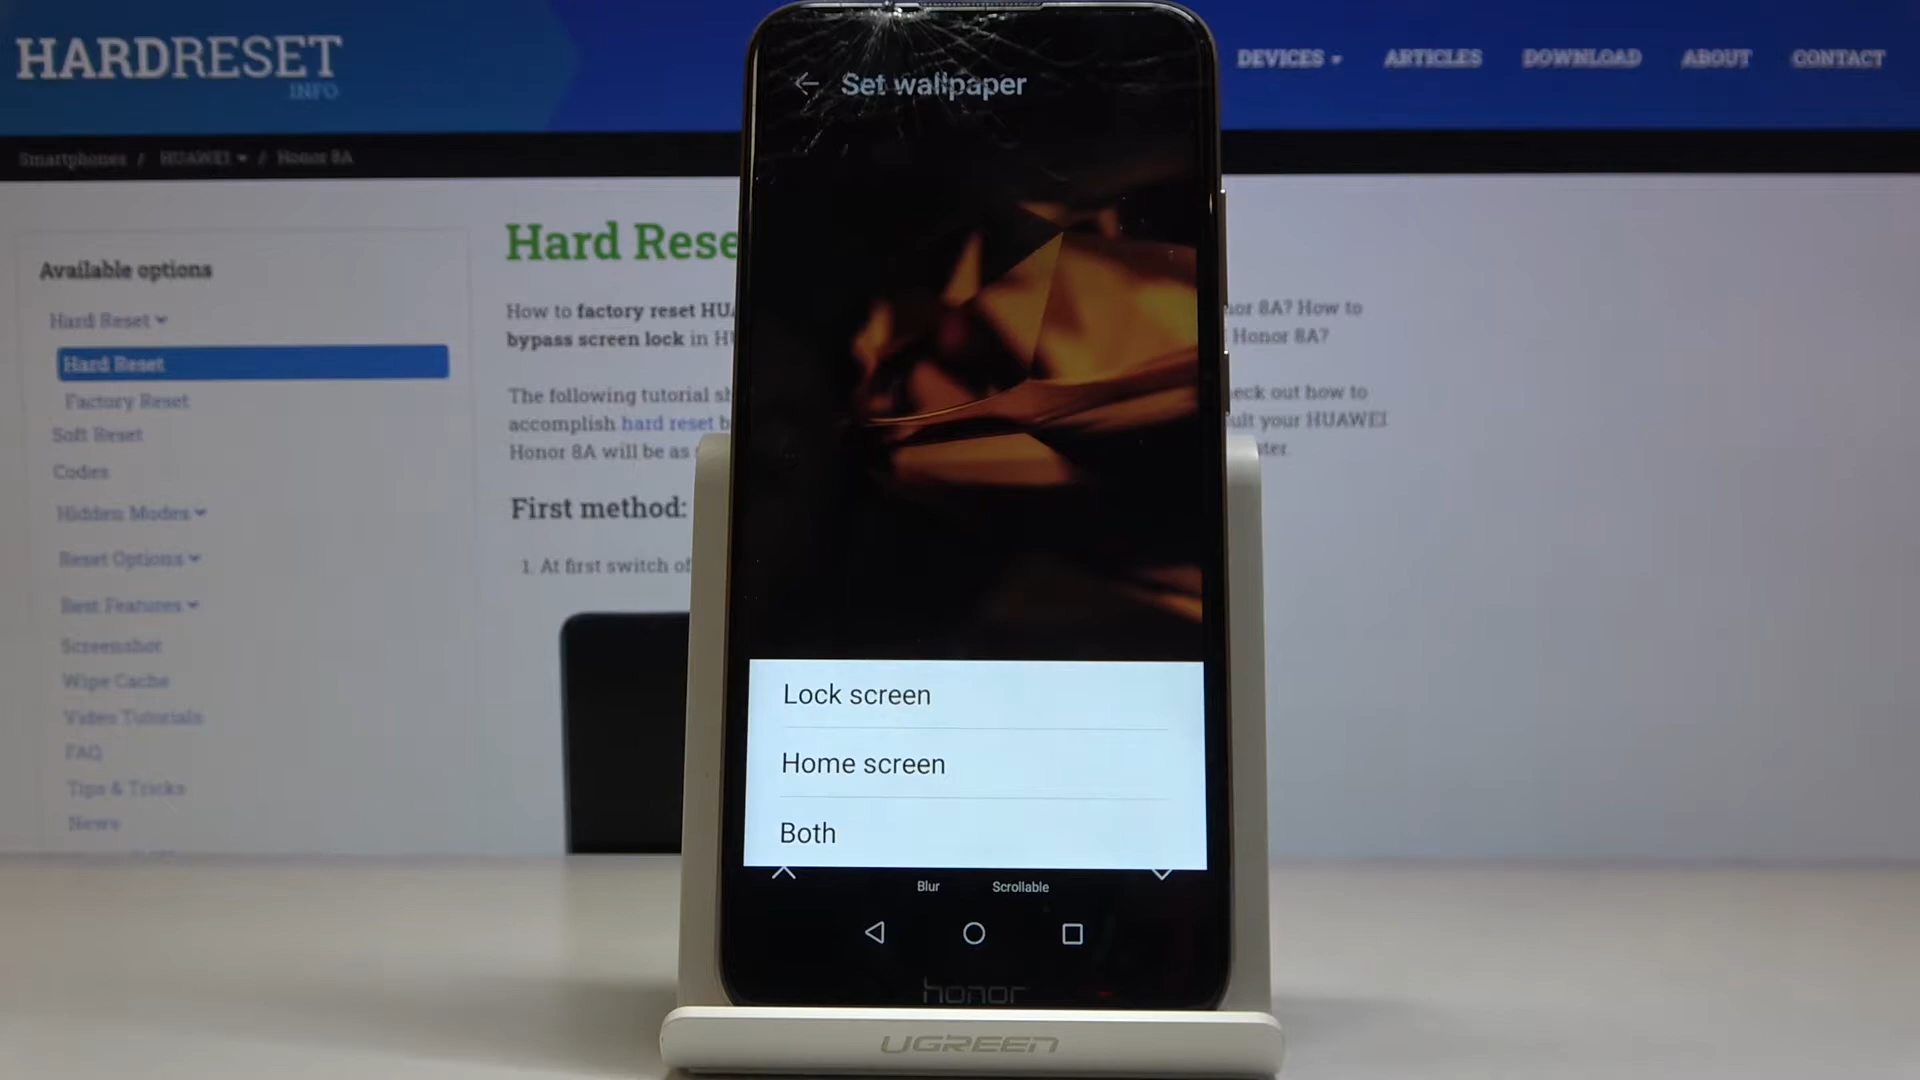 HARDRESET
INFO
DEVICES
ARTICLES
DOWNLOAD
ABOUT
CONTACT
Smartphones / HUAWEI / Honor 8A
Available options
Hard Reset
Hard Reset
Factory Reset
Soft Reset
Codes
Hidden Modes
Reset Options
Best Features
Screenshot
Wipe Cache
Video Tutorials
FAQ
Tips & Tricks
News
Hard Rese
How to factory reset HU
bypass screen lock in H
The following tutorial s
accomplish hard reset b
Honor 8A will be as
First method:
1. At first switch of
nor 8A? How to
Honor 8A?
eck out how to
ult your HUAWEI
ter.
Set wallpaper
Lock screen
Home screen
Both
Blur
Scrollable
honor
UGREEN